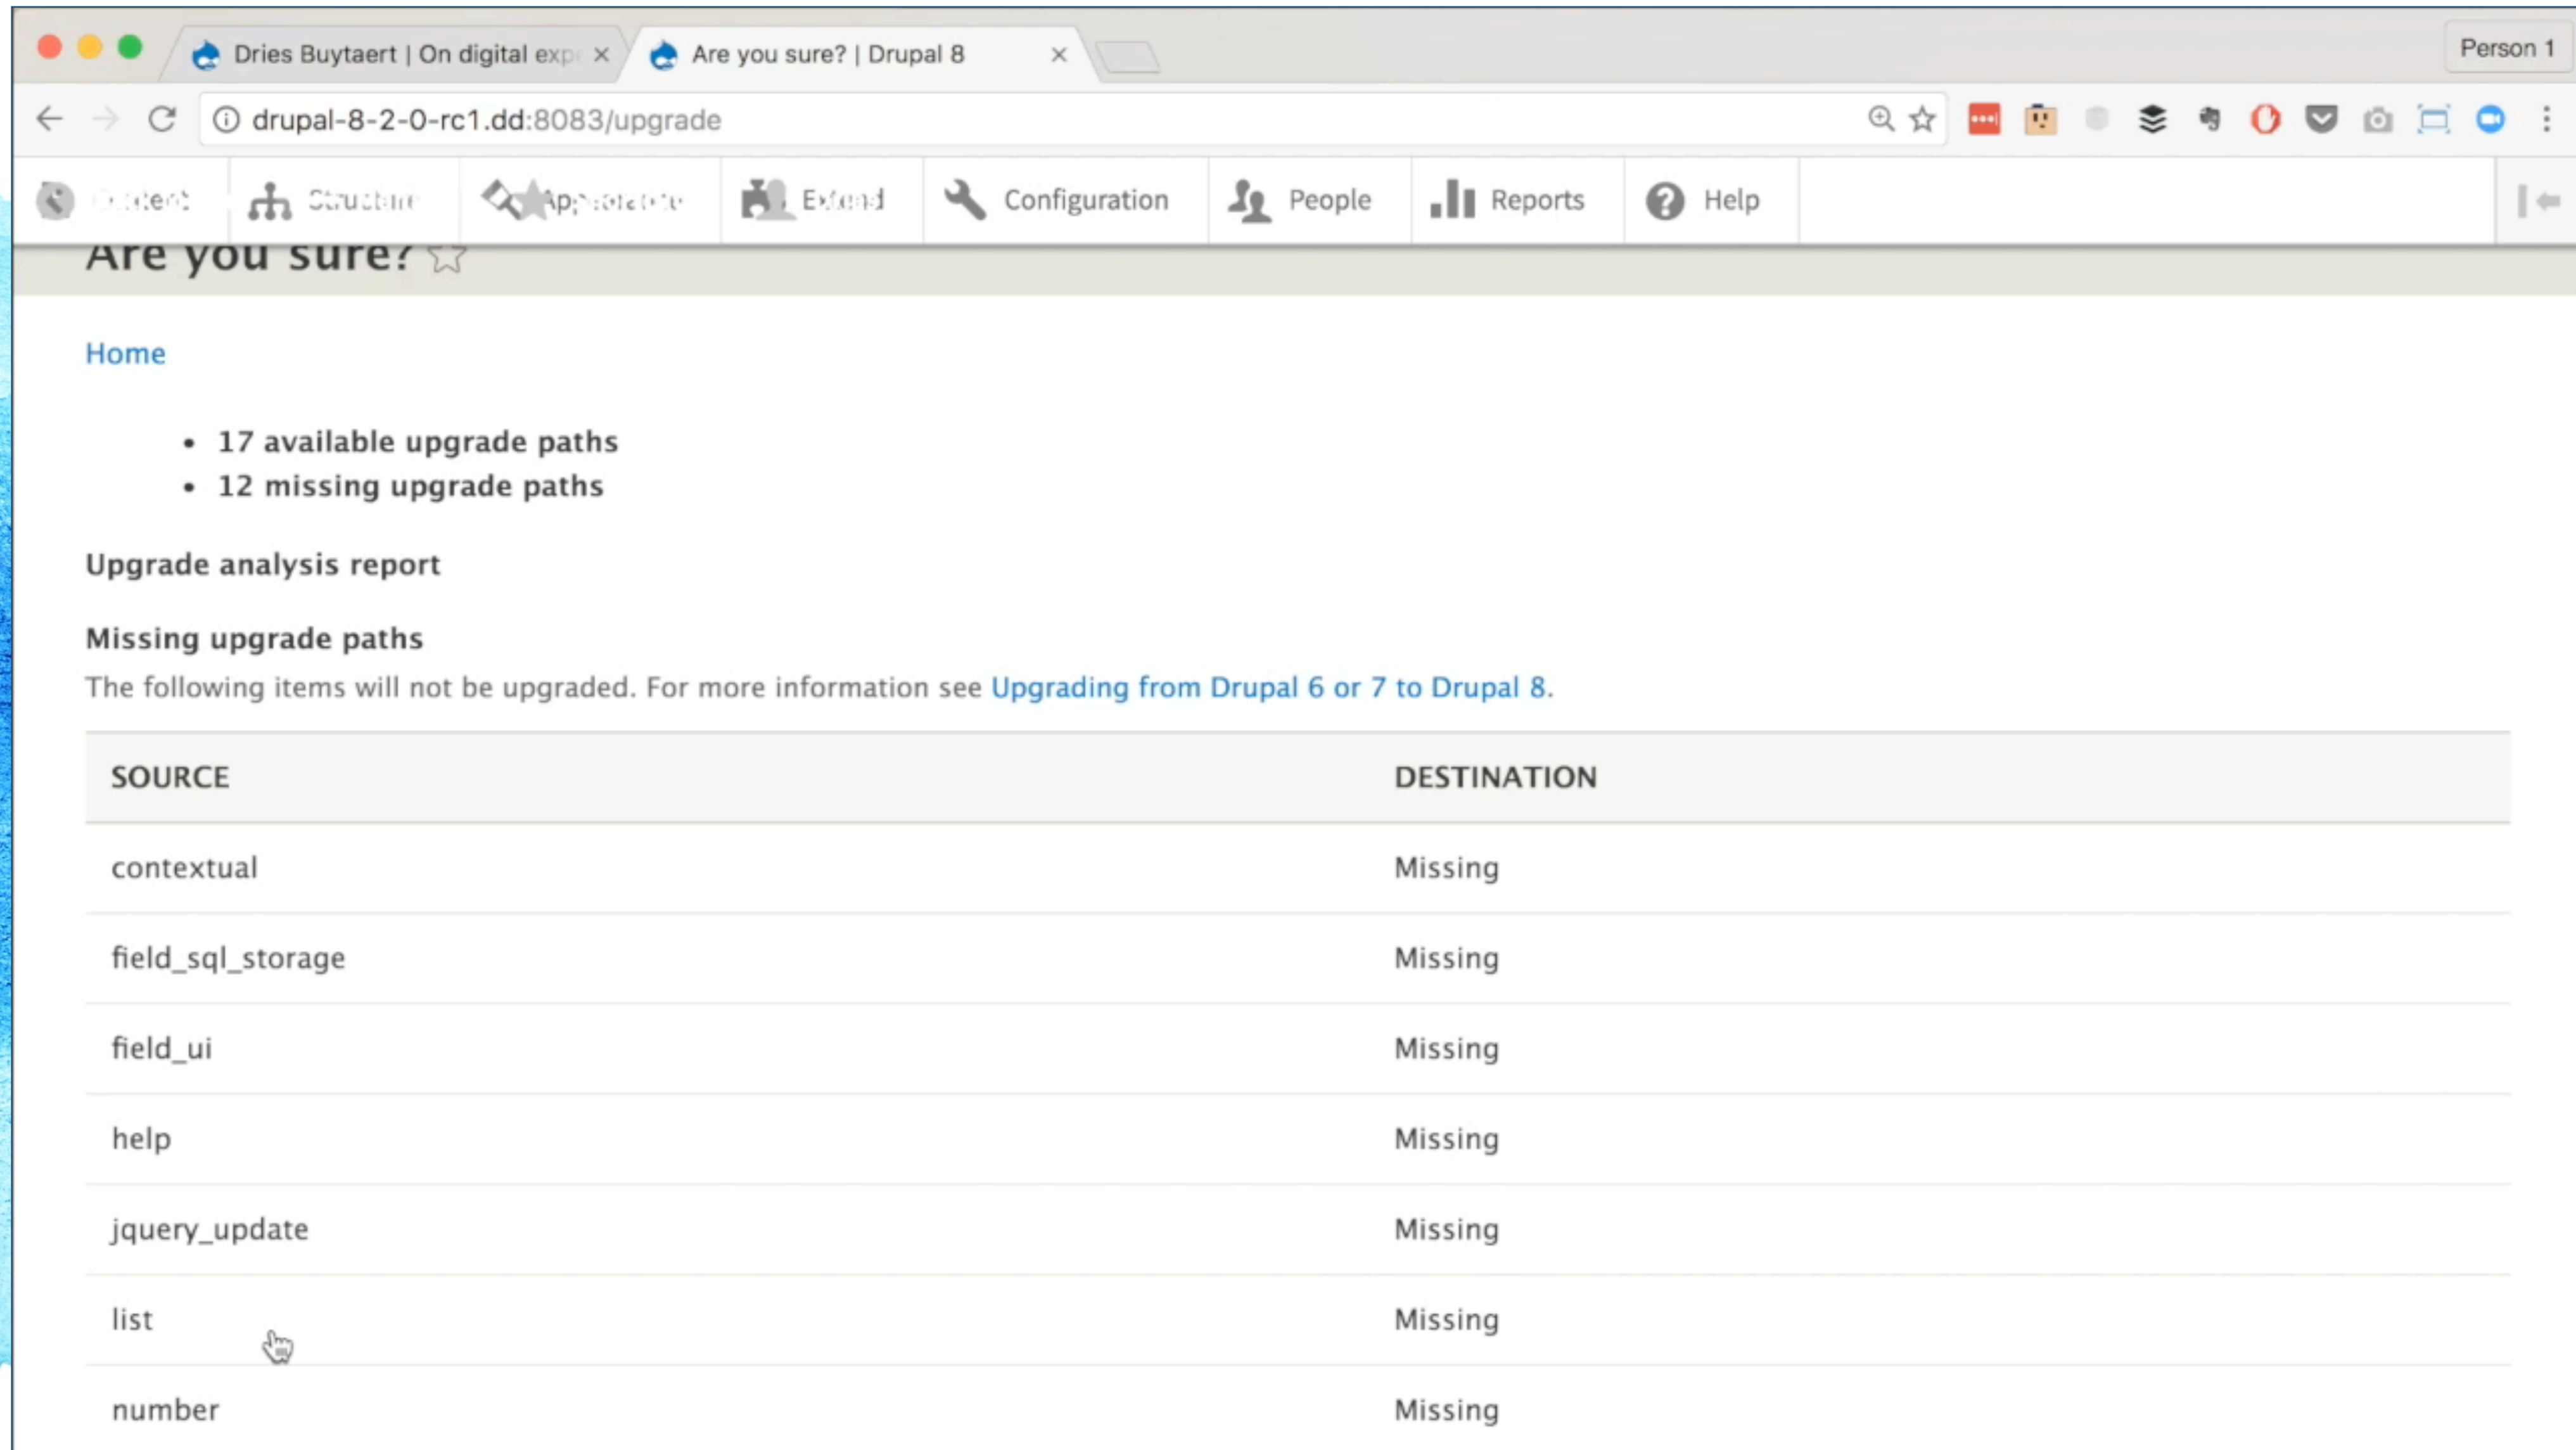 Dries Buytaert | On digital exp
Are you sure? | Drupal 8
Person 1
drupal-8-2-0-rc1.dd:8083/upgrade
Configuration
People
Reports
Help
Are you sure?
Home
• 17 available upgrade paths
• 12 missing upgrade paths
Upgrade analysis report
Missing upgrade paths
The following items will not be upgraded. For more information see Upgrading from Drupal 6 or 7 to Drupal 8.
SOURCE DESTINATION
contextual Missing
field_sql_storage Missing
field_ui Missing
help Missing
jquery_update Missing
list Missing
number Missing